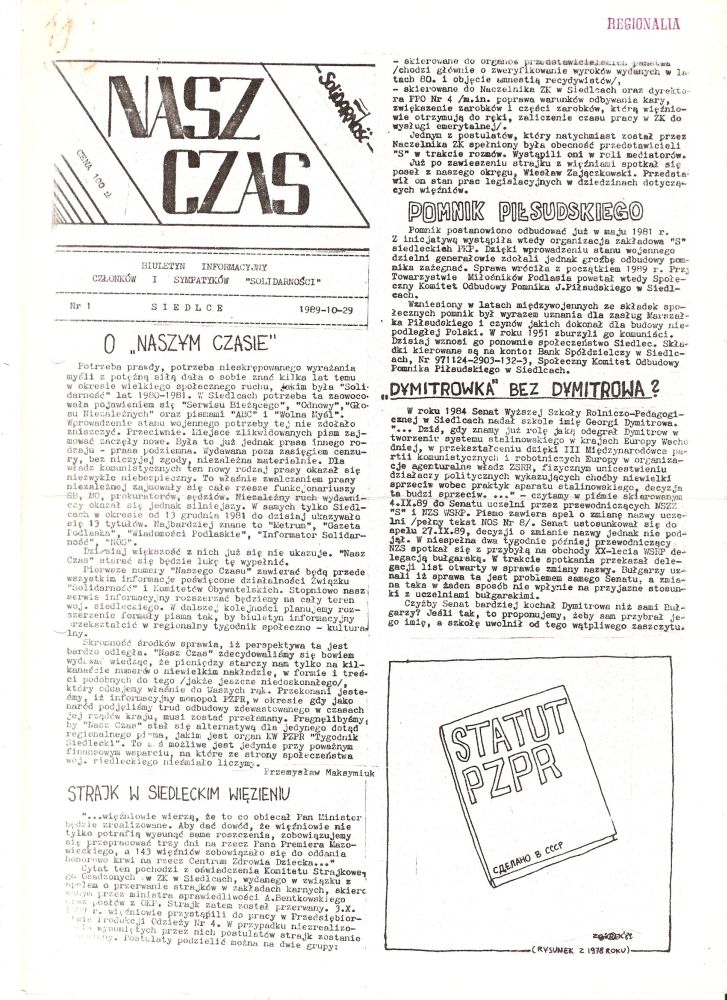 REGIONALIA
NASZ
CZAS
Solidarność
CENA 100 zł
BIULETYN INFORMACYJNY
CZŁONKÓW I SYMPATYKÓW "SOLIDARNOŚCI"
Nr 1 SIEDLCE 1989-10-29
O „NASZYM CZASIE"
Potrzeba prawdy, potrzeba nieskrępowanego wyrażania
myśli z potężną siłą dała o sobie znać kilka lat temu
w okresie wielkiego społecznego ruchu, jakim była "Soli-
darność" lat 1980-1981. W Siedlcach potrzeba ta zaowoco-
wała pojawieniem się "Serwisu Bieżącego", "Odnowy","Gło-
su Niezależnych" oraz pismami "ABC" i "Wolna Myśl".
Wprowadzenie stanu wojennego potrzeby tej nie zdołało
zniszczyć. Przeciwnie. Miejsce zlikwidowanych pism zaj-
mować zaczęły nowe. Była to już jednak prasa innego ro-
dzaju - prasa podziemna. Wydawana poza zasięgiem cenzu-
ry, bez niczyjej zgody, niezależna materialnie. Dla
władz komunistycznych ten nowy rodzaj prasy okazał się
niezwykle niebezpieczny. To właśnie zwalczaniem prasy
niezależnej zajmowały się całe rzesze funkcjonariuszy
SB, MO, prokuratorów, sędziów. Niezależny ruch wydawni-
czy okazał się jednak silniejszy. W samych tylko Siedl-
cach w okresie od 13 grudnia 1981 do dzisiaj ukazywało
się 13 tytułów. Najbardziej znane to "Metrum", "Gazeta
Podlaska", "Wiadomości Podlaskie", "Informator Solidar-
ność", "NOS".
Dzisiaj większość z nich już się nie ukazuje. "Nasz
Czas" starać się będzie lukę tę wypełnić.
Pierwsze numery "Naszego Czasu" zawierać będą przede
wszystkim informacje poświęcone działalności Związku
"Solidarność" i Komitetów Obywatelskich. Stopniowo nasz
serwis informacyjny rozszerzać będziemy na cały teren
woj. siedleckiego. W dalszej kolejności planujemy roz-
szerzenie formuły pisma tak, by biuletyn informacyjny
przekształcić w regionalny tygodnik społeczno - kultural
ny.
Skromność środków sprawia, iż perspektywa ta jest
bardzo odległa. "Nasz Czas" zdecydowaliśmy się bowiem
wydawać wiedząc, że pieniędzy starczy nam tylko na kil-
kanaście numerów o niewielkim nakładzie, w formie i treś-
ci podobnych do tego /jakże jeszcze niedoskonałego/,
który oddajemy właśnie do Waszych rąk. Przekonani jeste-
śmy, iż informacyjny monopol PZPR, w okresie gdy jako
naród podjęliśmy trud odbudowy zdewastowanego w czasach
jej rządów kraju, musi zostać przełamany. Pragnęlibyśmy,
by "Nasz Czas" stał się alternatywą dla jedynego dotąd
regionalnego pisma, jakim jest organ KW PZPR "Tygodnik
Siedlecki". To zaś możliwe jest jedynie przy poważnym
finansowym wsparciu, na które ze strony społeczeństwa
woj. siedleckiego nieśmiało liczymy.
Przemysław Maksymiuk
STRAJK W SIEDLECKIM WIĘZIENIU
"...więźniowie wierzą, że to co obiecał Pan Minister
będzie zrealizowane. Aby dać dowód, że więźniowie nie
tylko potrafią wysunąć same roszczenia, zobowiązujemy
się przepracować trzy dni na rzecz Pana Premiera Mazo-
wieckiego, a 143 więźniów zobowiązało się do oddania
honorowo krwi na rzecz Centrum Zdrowia Dziecka..."
Cytat ten pochodzi z oświadczenia Komitetu Strajkowe-
go Osadzonych w ZK w Siedlcach, wydanego w związku z
apelem o przerwanie strajków w zakładach karnych, skiero
wanym przez ministra sprawiedliwości A.Bentkowskiego
oraz posłów z OKP. Strajk zatem został przerwany. 3.X.
r. więźniowie przystąpili do pracy w Przedsiębior-
stwie Produkcji Odzieży Nr 4. W przypadku niezrealizo-
wania wysuniętych przez nich postulatów strajk zostanie
Postulaty podzielić można na dwie grupy:
- skierowane do organów przedstawicielskich państwa
/chodzi głównie o zweryfikowanie wyroków wydanych w la-
tach 80. i objęcie amnestią recydywistów/,
- skierowane do Naczelnika ZK w Siedlcach oraz dyrekto-
ra PPO Nr 4 /m.in. poprawa warunków odbywania kary,
zwiększenie zarobków i części zarobków, którą więźnio-
wie otrzymują do ręki, zaliczenie czasu pracy w ZK do
wysługi emerytalnej/.
Jednym z postulatów, który natychmiast został przez
Naczelnika ZK spełniony była obecność przedstawicieli
"S" w trakcie rozmów. Wystąpili oni w roli mediatorów.
Już po zawieszeniu strajku z więźniami spotkał się
poseł z naszego okręgu, Wiesław Zajączkowski. Przedsta-
wił on stan prac legislacyjnych w dziedzinach dotyczą-
cych więźniów.
POMNIK PIŁSUDSKIEGO
Pomnik postanowiono odbudować już w maju 1981 r.
Z inicjatywą wystąpiła wtedy organizacja zakładowa "S"
siedleckich PKP. Dzięki wprowadzeniu stanu wojennego
dzielni generałowie zdołali jednak groźbę odbudowy pom-
nika zażegnać. Sprawa wróciła z początkiem 1989 r. Przy
Towarzystwie Miłośników Podlasia powstał wtedy Społe-
czny Komitet Odbudowy Pomnika J.Piłsudskiego w Siedl-
cach.
Wzniesiony w latach międzywojennych ze składek spo-
łecznych pomnik był wyrazem uznania dla zasług Marszał-
ka Piłsudskiego i czynów jakich dokonał dla budowy nie-
podległej Polski. W roku 1951 zburzyli go komuniści.
Dzisiaj wznosi go ponownie społeczeństwo Siedlec. Skła-
dki kierowane są na konto: Bank Spółdzielczy w Siedlc-
ach, Nr 971124-2903-132-3, Społeczny Komitet Odbudowy
Pomnika Piłsudskiego w Siedlcach.
„DYMITROWKA" BEZ DYMITROWA?
W roku 1984 Senat Wyższej Szkoły Rolniczo-Pedagogi-
cznej w Siedlcach nadał szkole imię Georgi Dymitrowa.
"... Dziś, gdy znamy już rolę jaką odegrał Dymitrow w
tworzeniu systemu stalinowskiego w krajach Europy Wscho
dniej, w przekształceniu dzięki III Międzynarodówce pa-
rtii komunistycznych i robotniczych Europy w organiza-
cje agenturalne władz ZSRR, fizycznym unicestwieniu
działaczy politycznych wykazujących choćby niewielki
sprzeciw wobec praktyk aparatu stalinowskiego, decyzja
ta budzi sprzeciw. ..." - czytamy w piśmie skierowanym
4.IX.89 do Senatu uczelni przez przewodniczących NSZZ
"S" i NZS WSRP. Pismo zawiera apel o zmianę nazwy ucze-
lni /pełny tekst NOS Nr 8/. Senat ustosunkował się do
apelu 27.IX.89, decyzji o zmianie nazwy jednak nie pod-
jął. W niespełna dwa tygodnie później przewodniczący
NZS spotkał się z przybyłą na obchody XX-lecia WSRP de-
legacją bułgarską. W trakcie spotkania przekazał dele-
gacji list otwarty w sprawie zmiany nazwy. Bułgarzy uz-
nali iż sprawa ta jest problemem samego Senatu, a zmia-
na taka w żaden sposób nie wpłynie na przyjazne stosun-
ki z uczelniami bułgarskimi.
Czyżby Senat bardziej kochał Dymitrowa niż sami Buł-
garzy? Jeśli tak, to proponujemy, żeby sam przybrał je-
go imię, a szkołę uwolnił od tego wątpliwego zaszczytu.
STATUT
PZPR
СДЕЛАНО В СССР
(RYSUNEK Z 1978 ROKU)